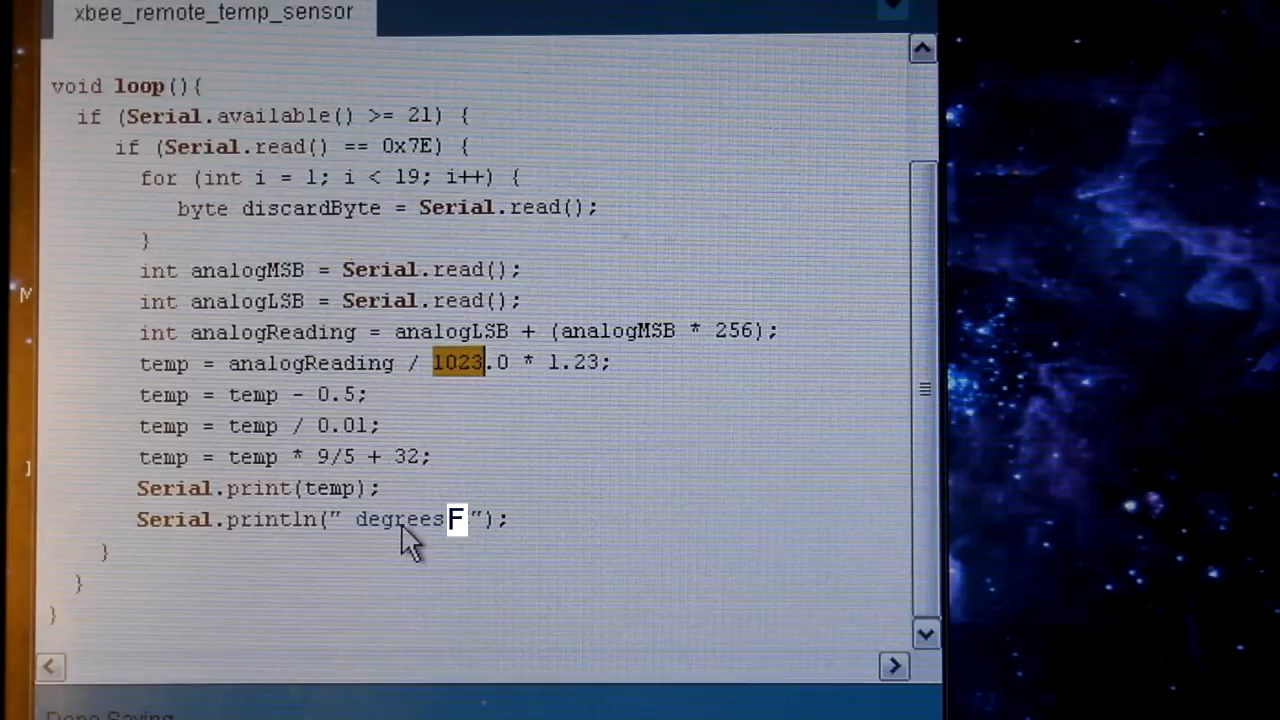 xbee_remote_temp_sensor
void loop(){
if (Serial.available() >= 21) {
if (Serial.read() == 0x7E) {
for (int i = 1; i < 19; i++) {
byte discardByte = Serial.read();
}
int analogMSB = Serial.read();
int analogLSB = Serial.read();
int analogReading = analogLSB + (analogMSB * 256);
temp = analogReading / 1023.0 * 1.23;
temp = temp - 0.5;
temp = temp / 0.01;
temp = temp * 9/5 + 32;
Serial.print(temp);
Serial.println(" degrees F ");
}
}
}
Done Saving